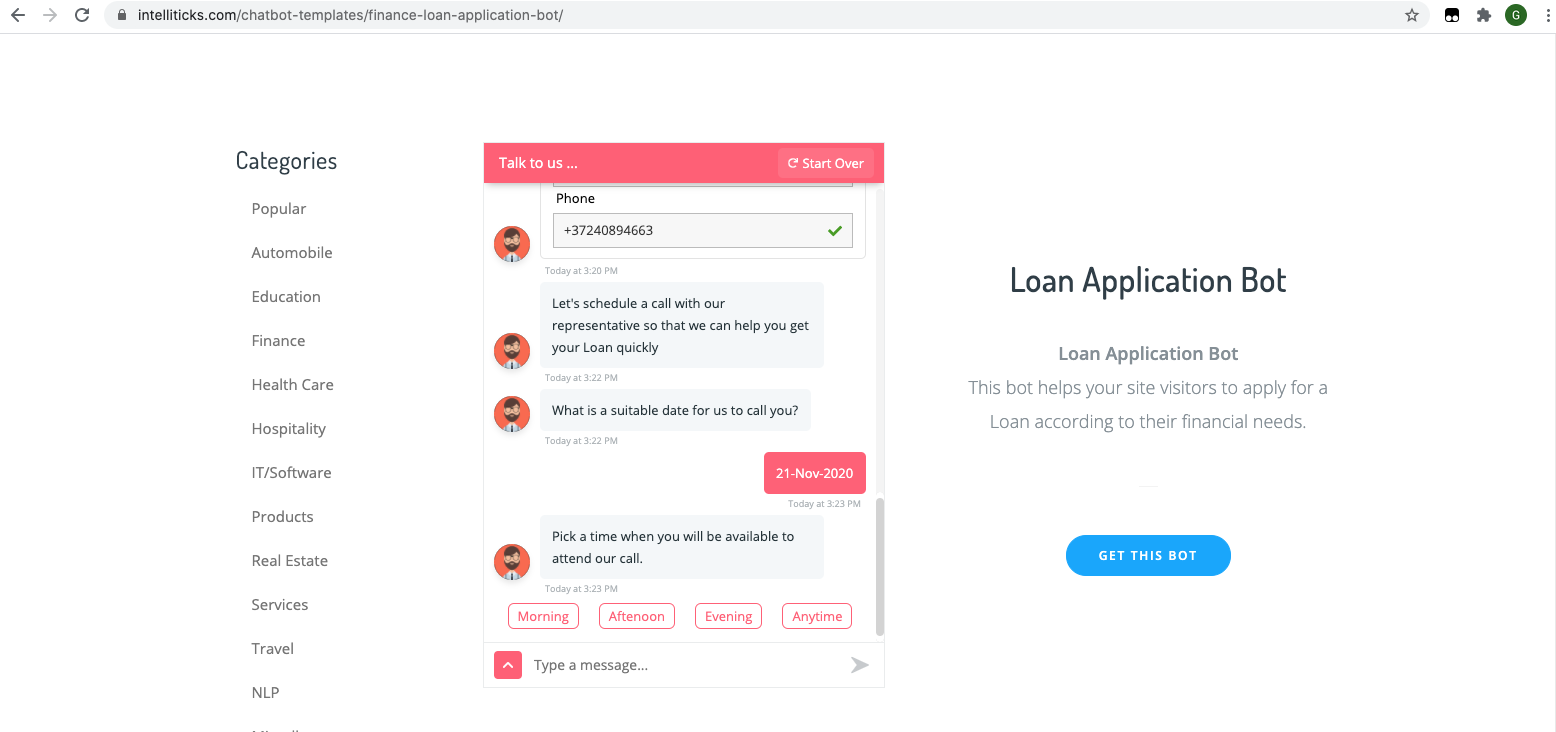 intelliticks.com/chatbot-templates/finance-loan-application-bot/
G
Categories
Popular
Automobile
Education
Finance
Health Care
Hospitality
IT/Software
Products
Real Estate
Services
Travel
NLP
Talk to us ...
Start Over
Phone
+37240894663
Today at 3:20 PM
Let's schedule a call with our
representative so that we can help you get
your Loan quickly
Today at 3:22 PM
What is a suitable date for us to call you?
Today at 3:22 PM
21-Nov-2020
Today at 3:23 PM
Pick a time when you will be available to
attend our call.
Today at 3:23 PM
Morning
Aftenoon
Evening
Anytime
Type a message...
Loan Application Bot
Loan Application Bot
This bot helps your site visitors to apply for a
Loan according to their financial needs.
GET THIS BOT